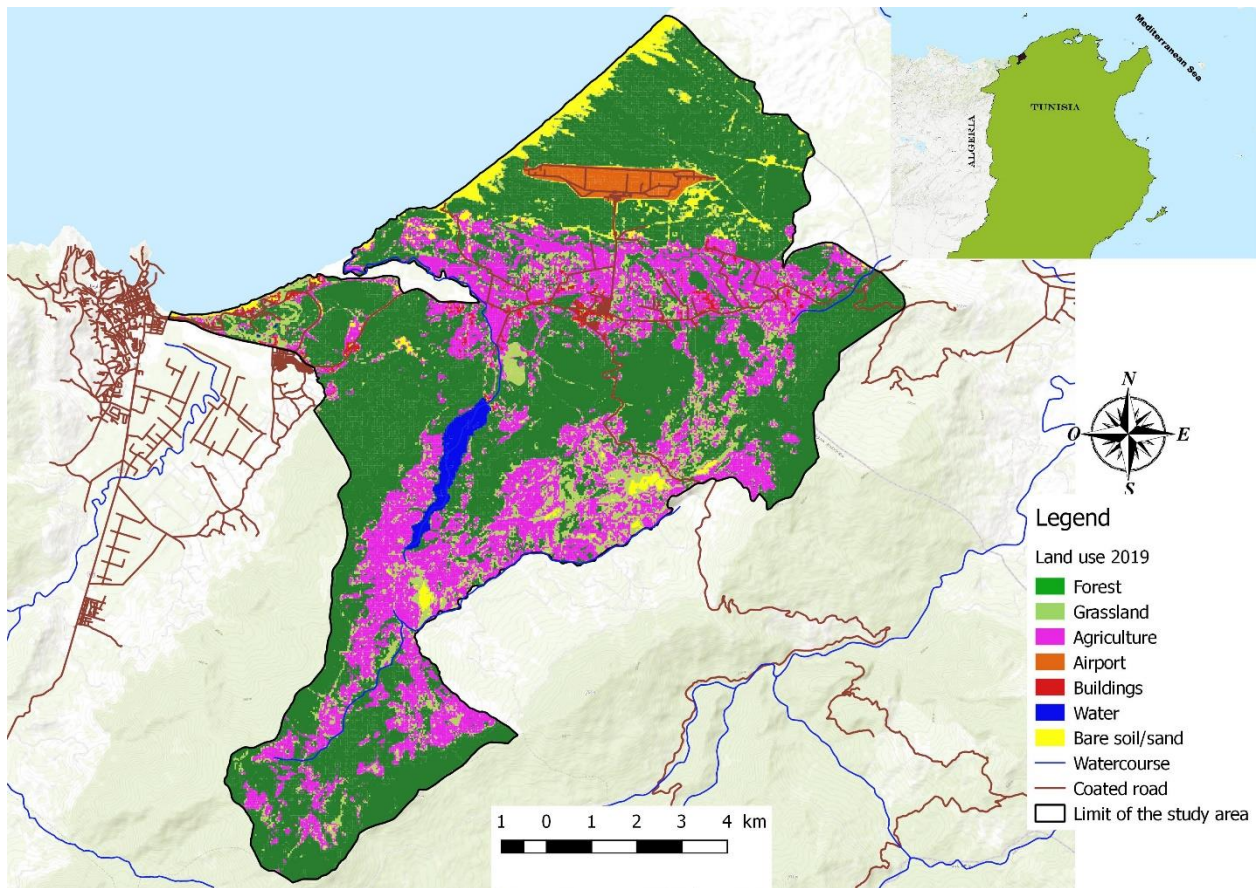 Mediterranean Sea
TUNISIA
ALGERIA
N
O
E
S
Legend
Land use 2019
Forest
Grassland
Agriculture
Airport
Buildings
Water
Bare soil/sand
Watercourse
Coated road
Limit of the study area
1 0 1 2 3 4 km